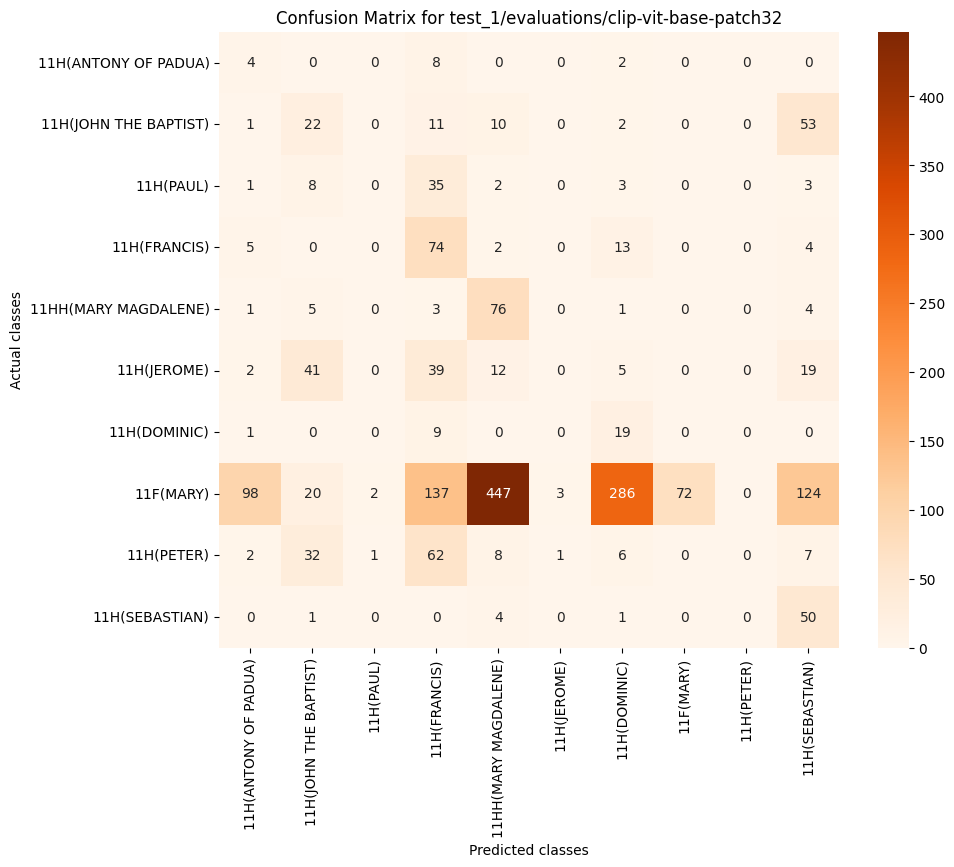 Confusion Matrix for test_1/evaluations/clip-vit-base-patch32
11H(ANTONY OF PADUA) 4 0 0 8 0 0 2 0 0 0
11H(JOHN THE BAPTIST) 1 22 0 11 10 0 2 0 0 53
11H(PAUL) 1 8 0 35 2 0 3 0 0 3
11H(FRANCIS) 5 0 0 74 2 0 13 0 0 4
11HH(MARY MAGDALENE) 1 5 0 3 76 0 1 0 0 4
11H(JEROME) 2 41 0 39 12 0 5 0 0 19
11H(DOMINIC) 1 0 0 9 0 0 19 0 0 0
11F(MARY) 98 20 2 137 447 3 286 72 0 124
11H(PETER) 2 32 1 62 8 1 6 0 0 7
11H(SEBASTIAN) 0 1 0 0 4 0 1 0 0 50
Actual classes
11H(ANTONY OF PADUA)
11H(JOHN THE BAPTIST)
11H(PAUL)
11H(FRANCIS)
11HH(MARY MAGDALENE)
11H(JEROME)
11H(DOMINIC)
11F(MARY)
11H(PETER)
11H(SEBASTIAN)
Predicted classes
400
350
300
250
200
150
100
50
0